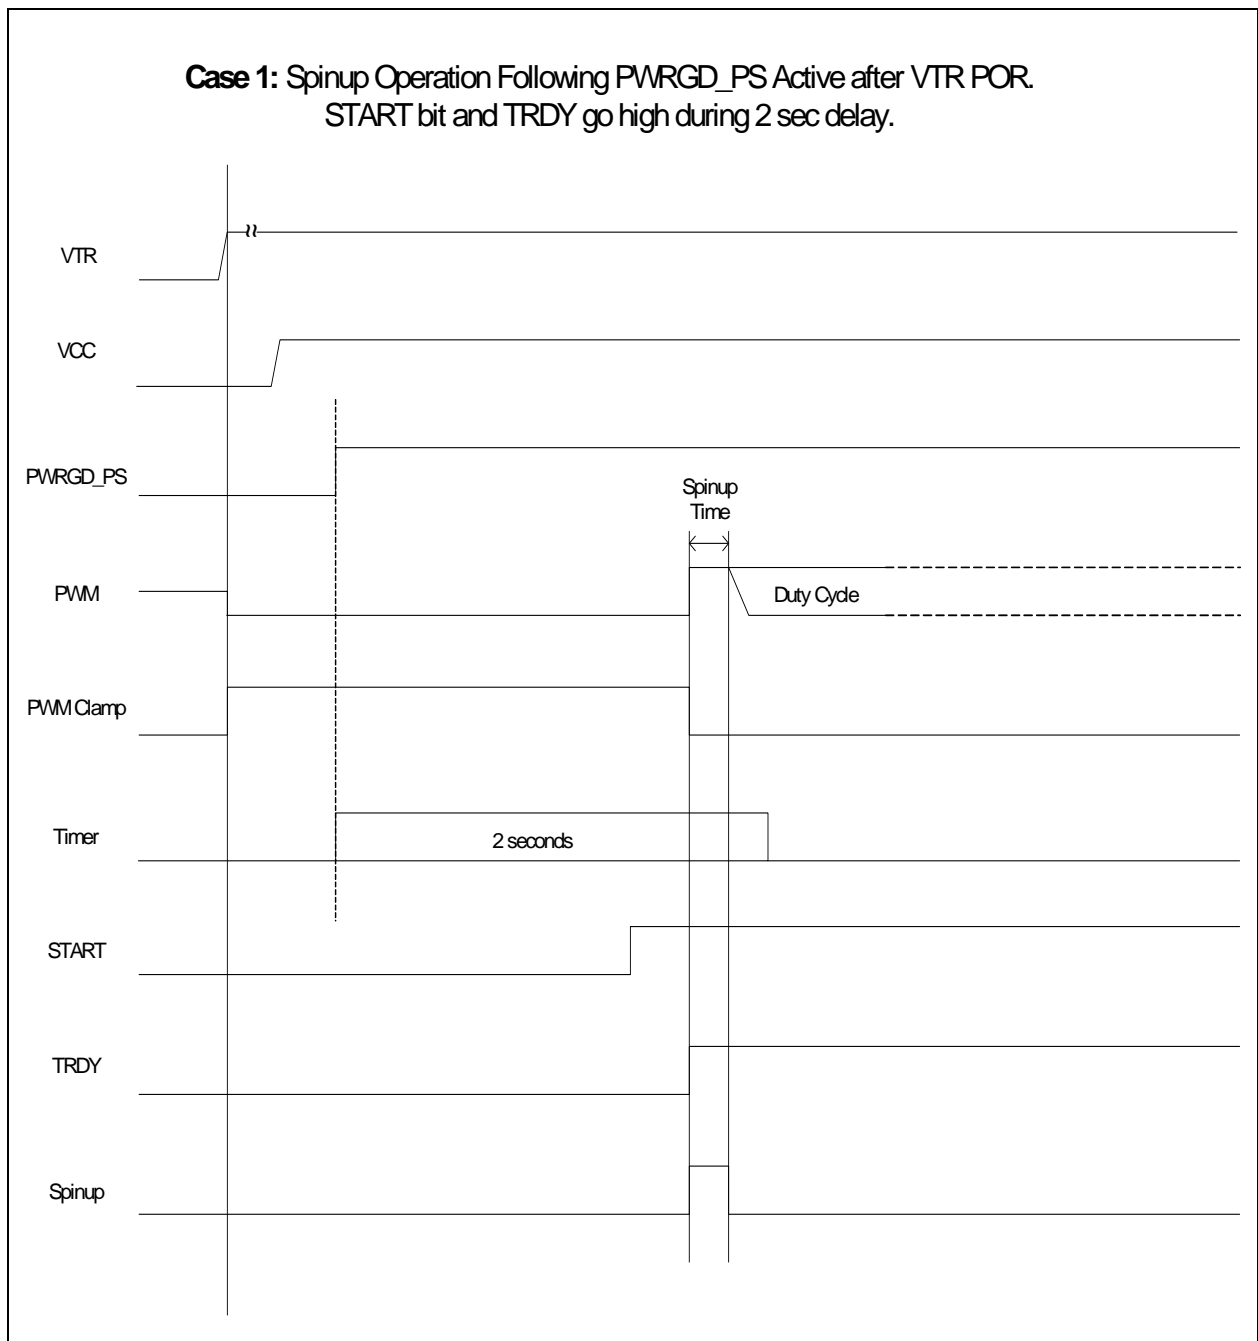 Case 1: Spinup Operation Following PWRGD_PS Active after VTR POR.
START bit and TRDY go high during 2 sec delay.
VTR
VCC
PWRGD_PS
Spinup
Time
PWM
Duty Cycle
PWM Clamp
Timer
2 seconds
START
TRDY
Spinup